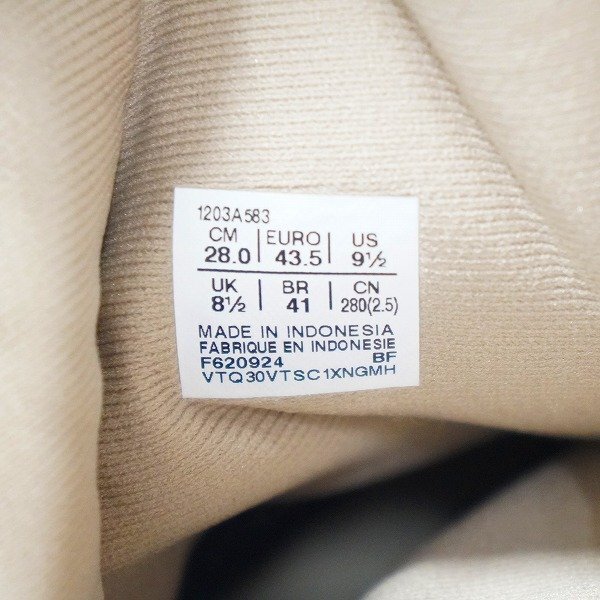 1203A583
CM | EURO | US
28.0 | 43.5 | 9½
UK | BR | CN
8½ | 41 | 280(2.5)
MADE IN INDONESIA
FABRIQUE EN INDONESIE
F620924 BF
VTQ30VTSC1XNGMH